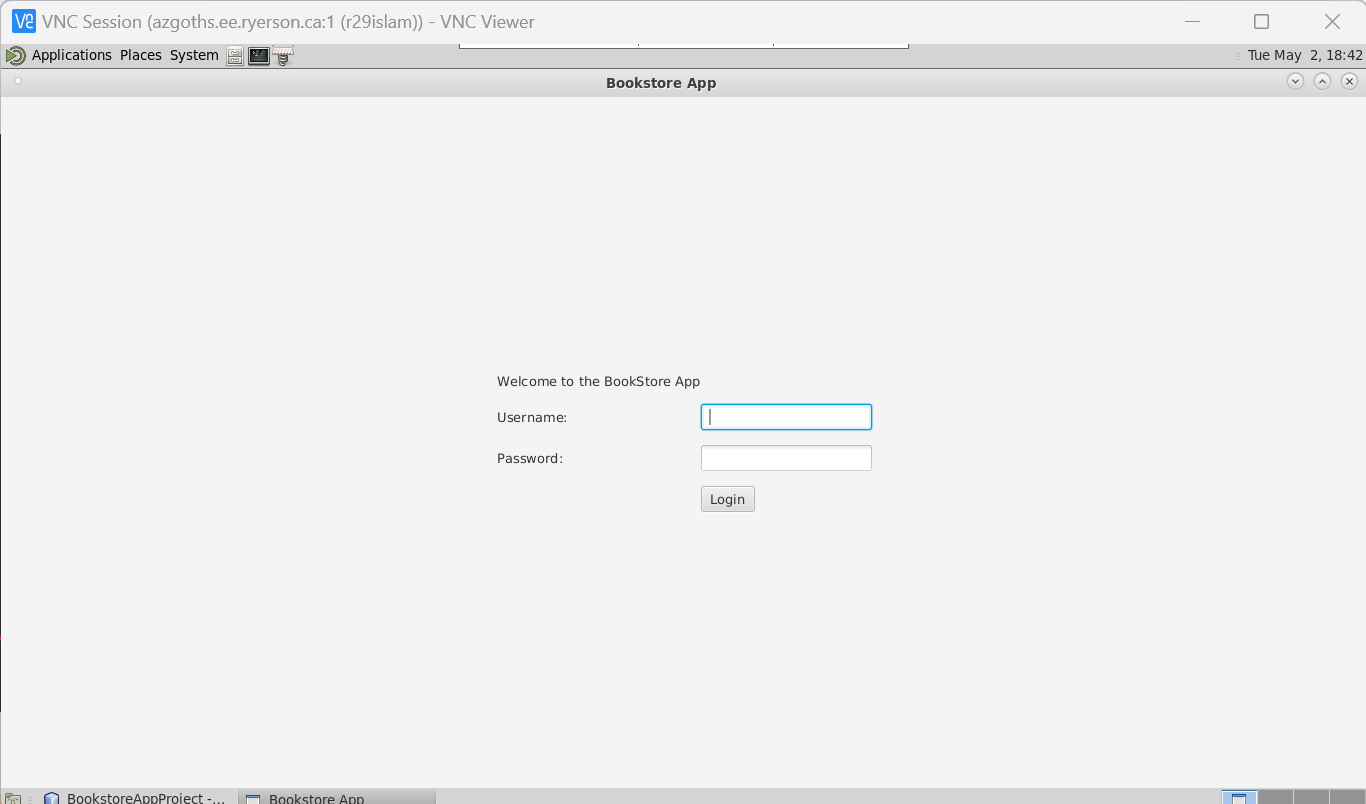 VNC Session (azgoths.ee.ryerson.ca:1 (r29islam)) - VNC Viewer
Applications Places System Tue May 2, 18:42
Bookstore App
Welcome to the BookStore App
Username:
Password:
Login
BookstoreAppProject -... Bookstore App